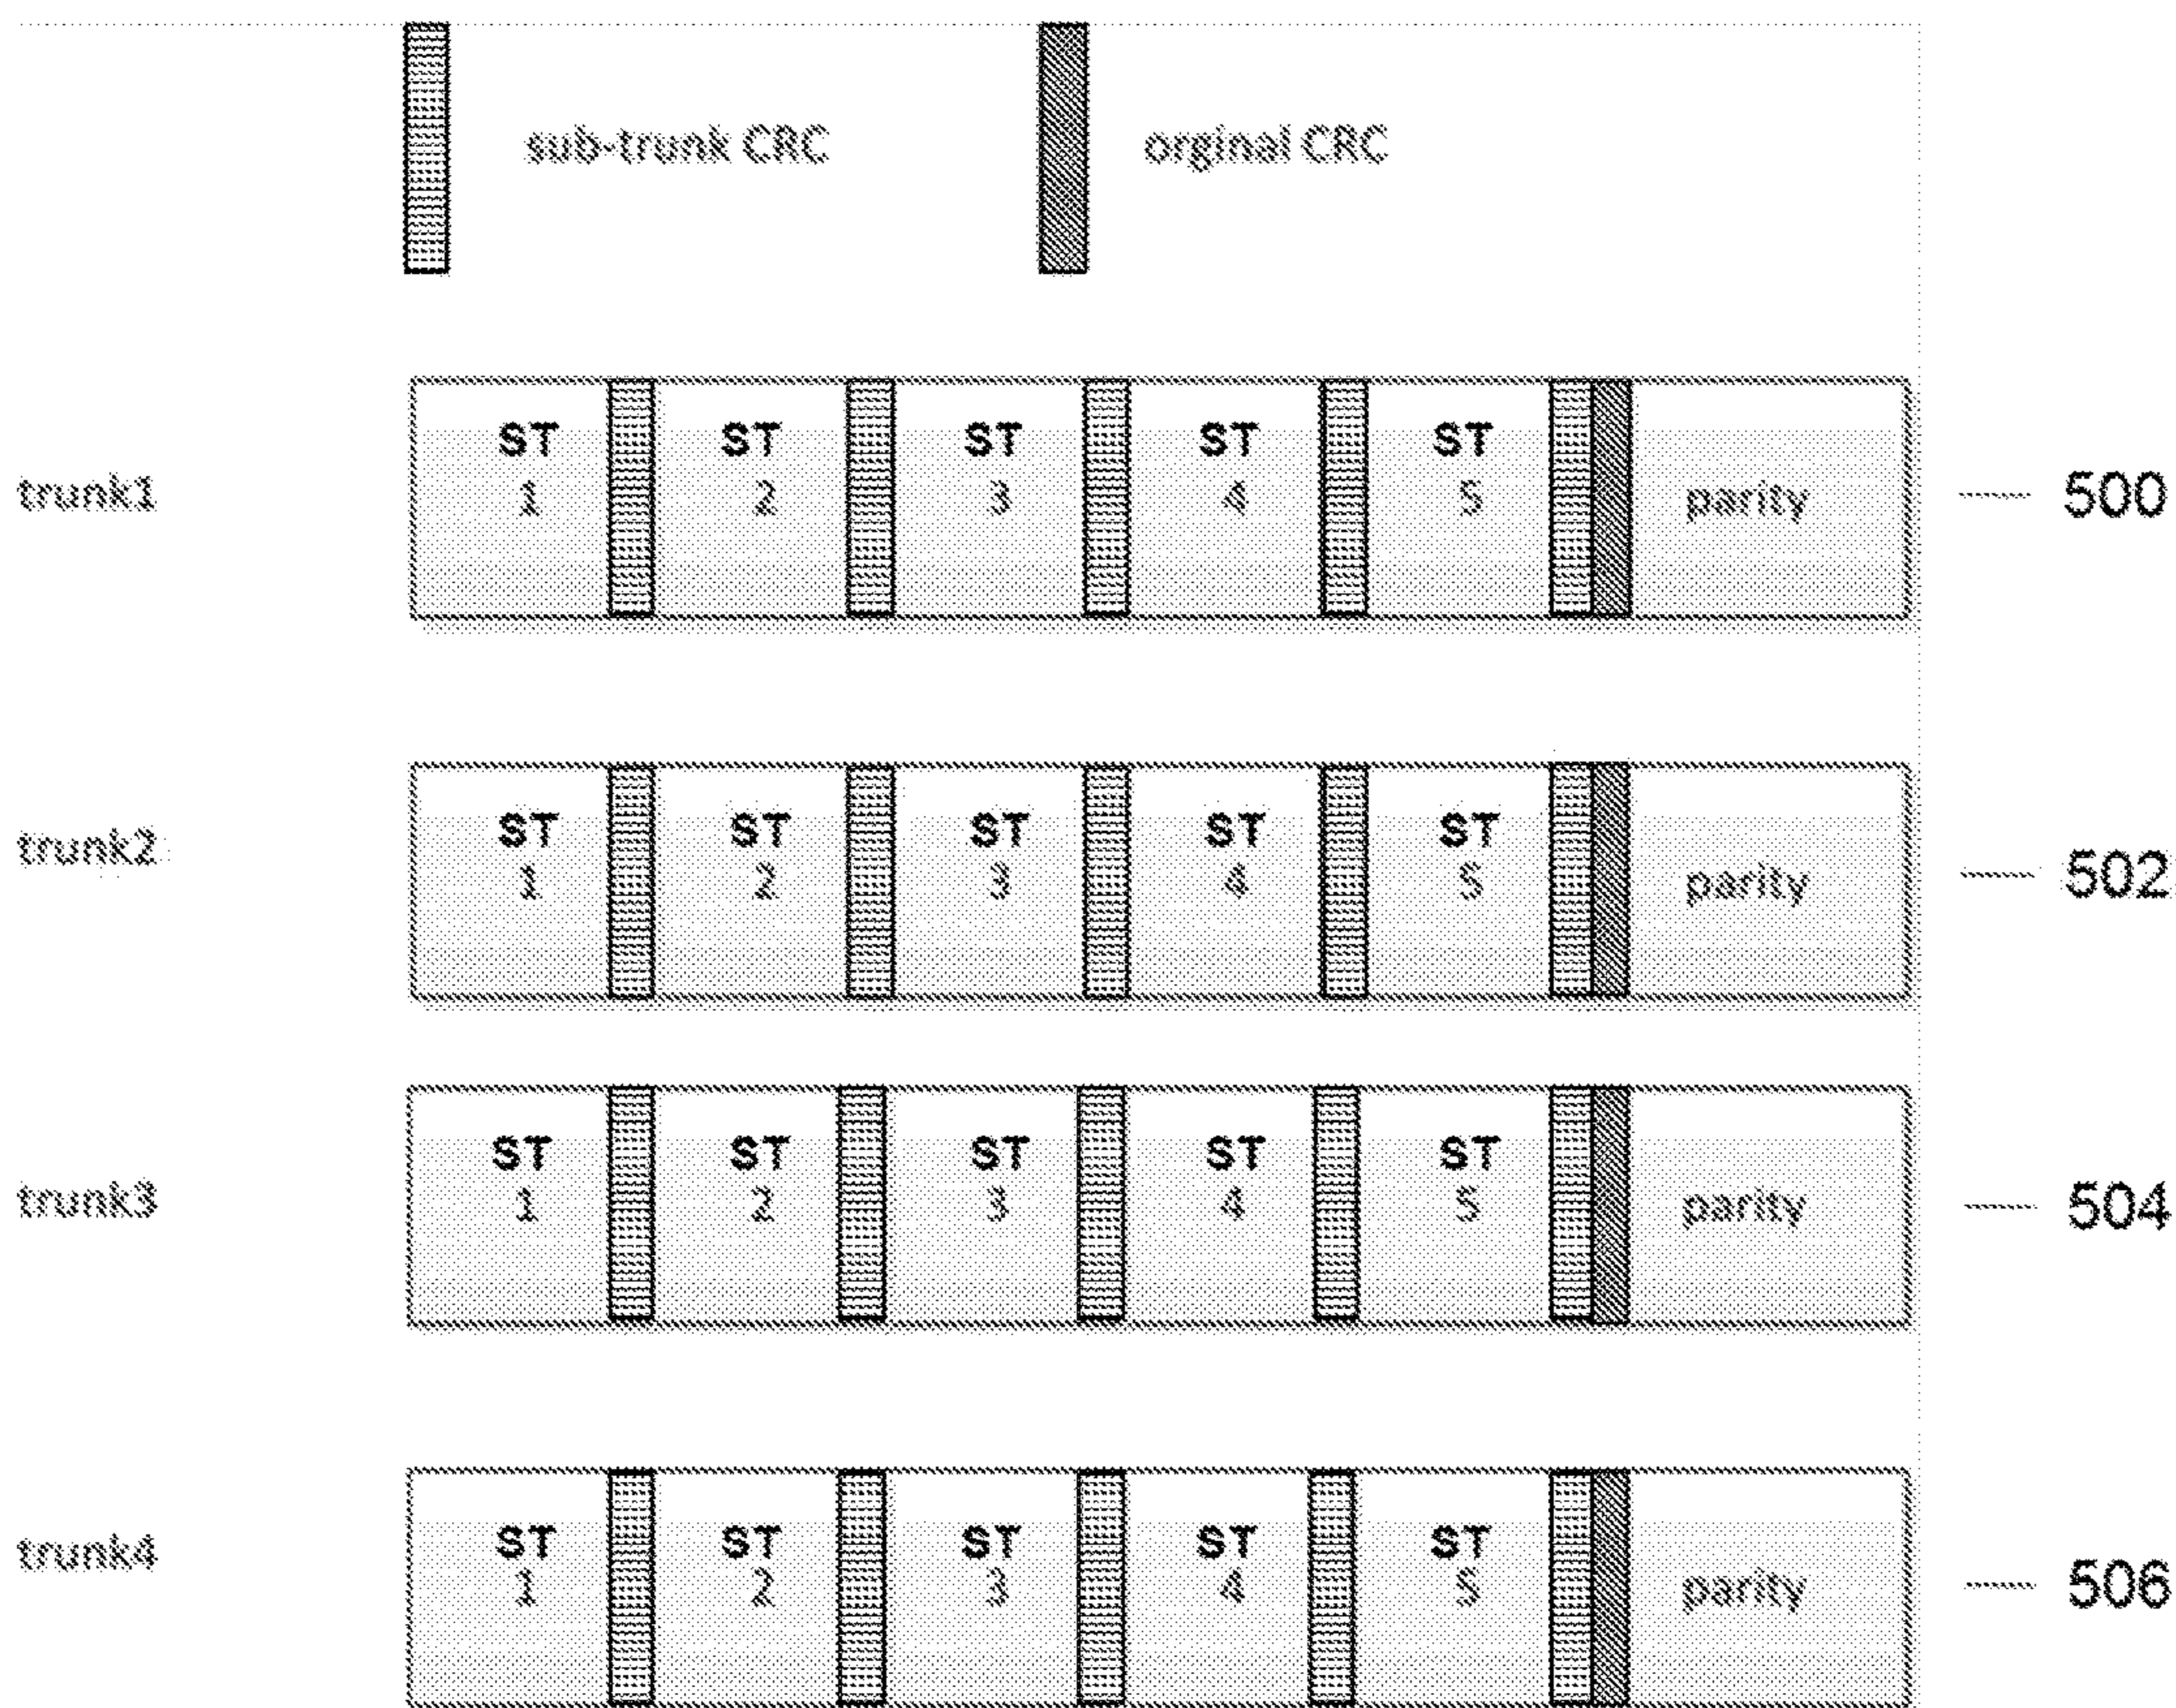 sub-trunk CRC orginal CRC
ST ST ST ST ST
trunk1 1 2 3 4 5 parity 500
ST ST ST ST ST
trunk2 1 2 3 4 5 parity 502
ST ST ST ST ST
trunk3 1 2 3 4 5 parity 504
ST ST ST ST ST
trunk4 1 2 3 4 5 parity 506